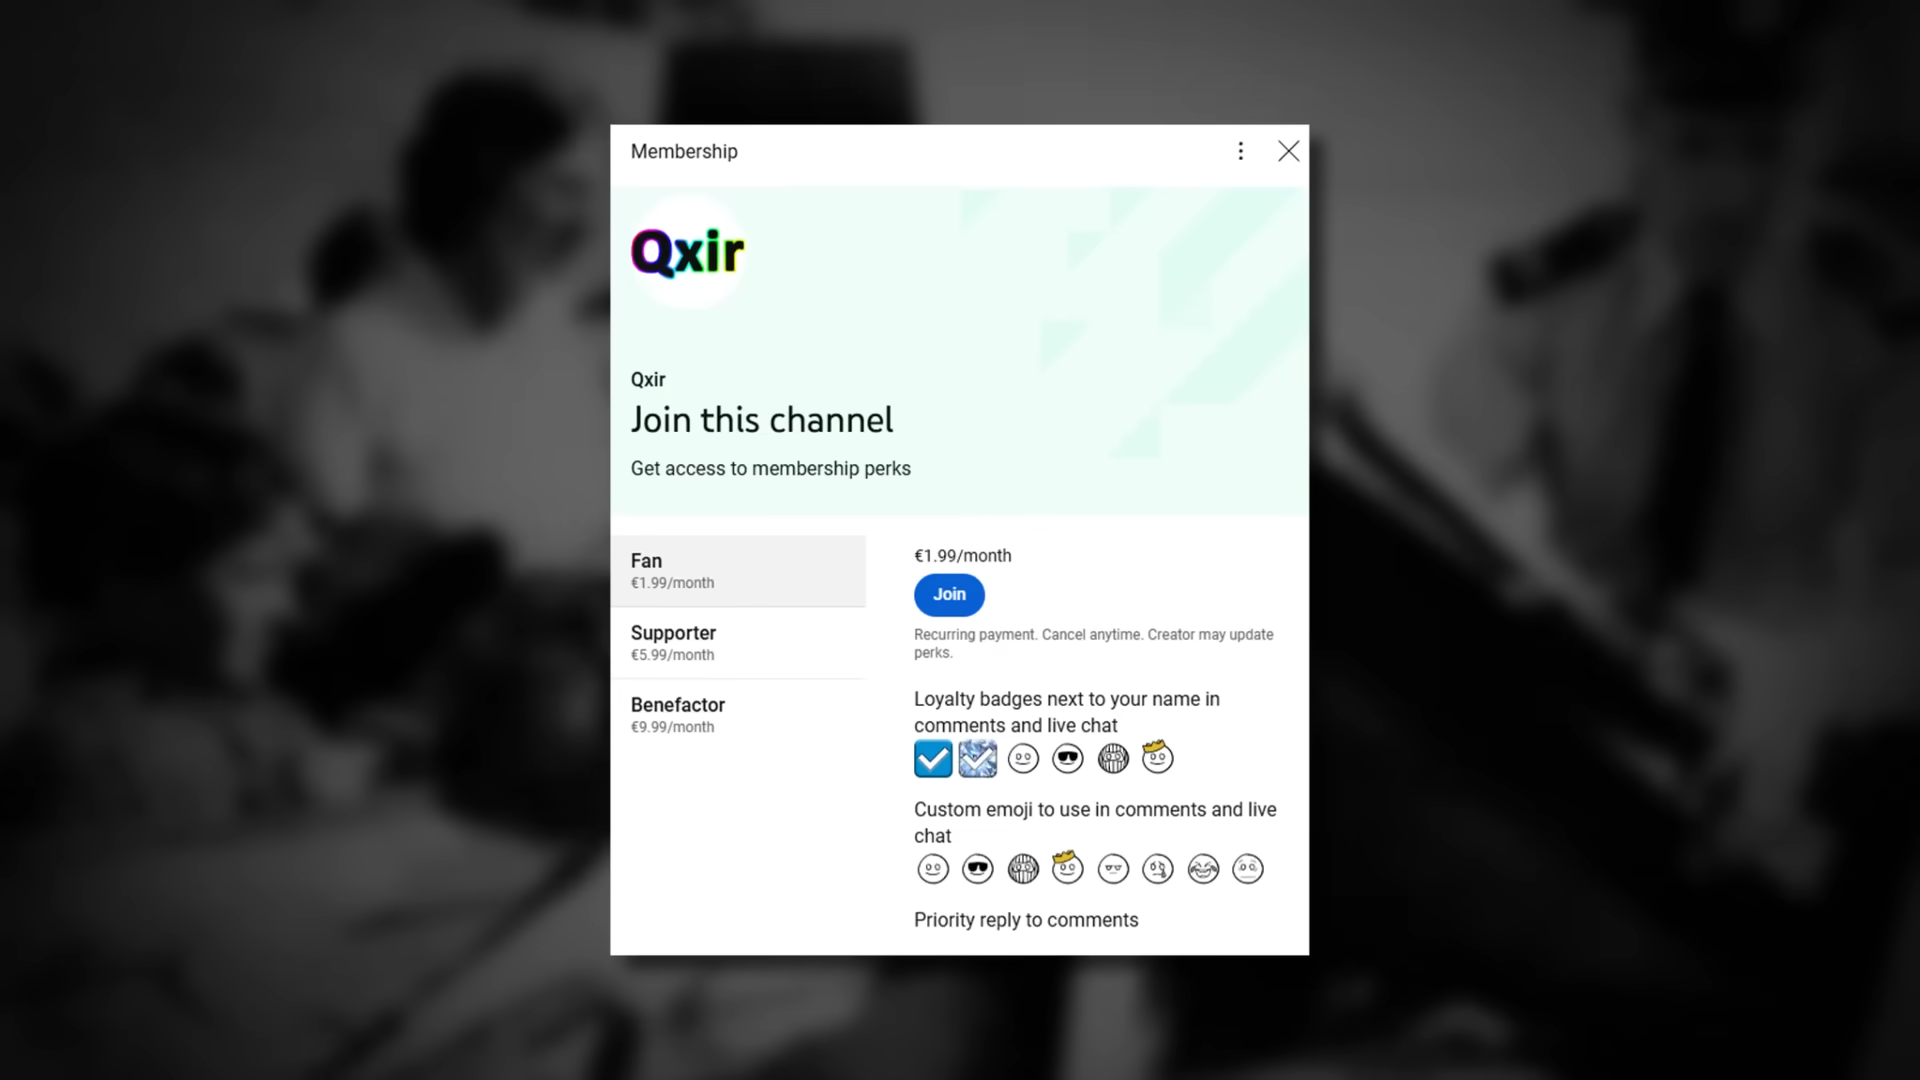 Membership
Qxir
Qxir
Join this channel
Get access to membership perks
Fan
€1.99/month
Supporter
€5.99/month
Benefactor
€9.99/month
€1.99/month
Join
Recurring payment. Cancel anytime. Creator may update
perks.
Loyalty badges next to your name in
comments and live chat
Custom emoji to use in comments and live
chat
Priority reply to comments